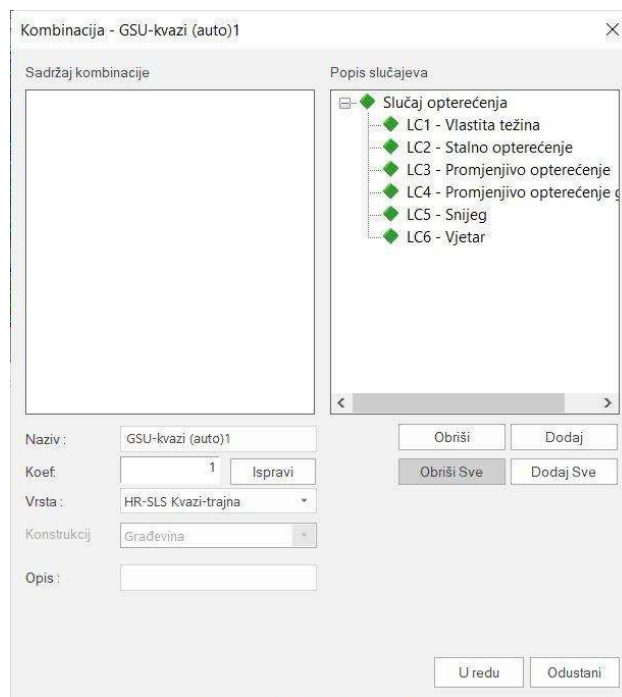 Kombinacija - GSU-kvazi (auto)1
Sadržaj kombinacije
Popis slučajeva
Slučaj opterećenja
LC1 - Vlastita težina
LC2 - Stalno opterećenje
LC3 - Promjenjivo opterećenje
LC4 - Promjenjivo opterećenje g
LC5 - Snijeg
LC6 - Vjetar
Naziv : GSU-kvazi (auto)1
Obriši Dodaj
Koef. 1 Ispravi
Obriši Sve Dodaj Sve
Vrsta : HR-SLS Kvazi-trajna
Konstrukcij Građevina
Opis :
U redu Odustani